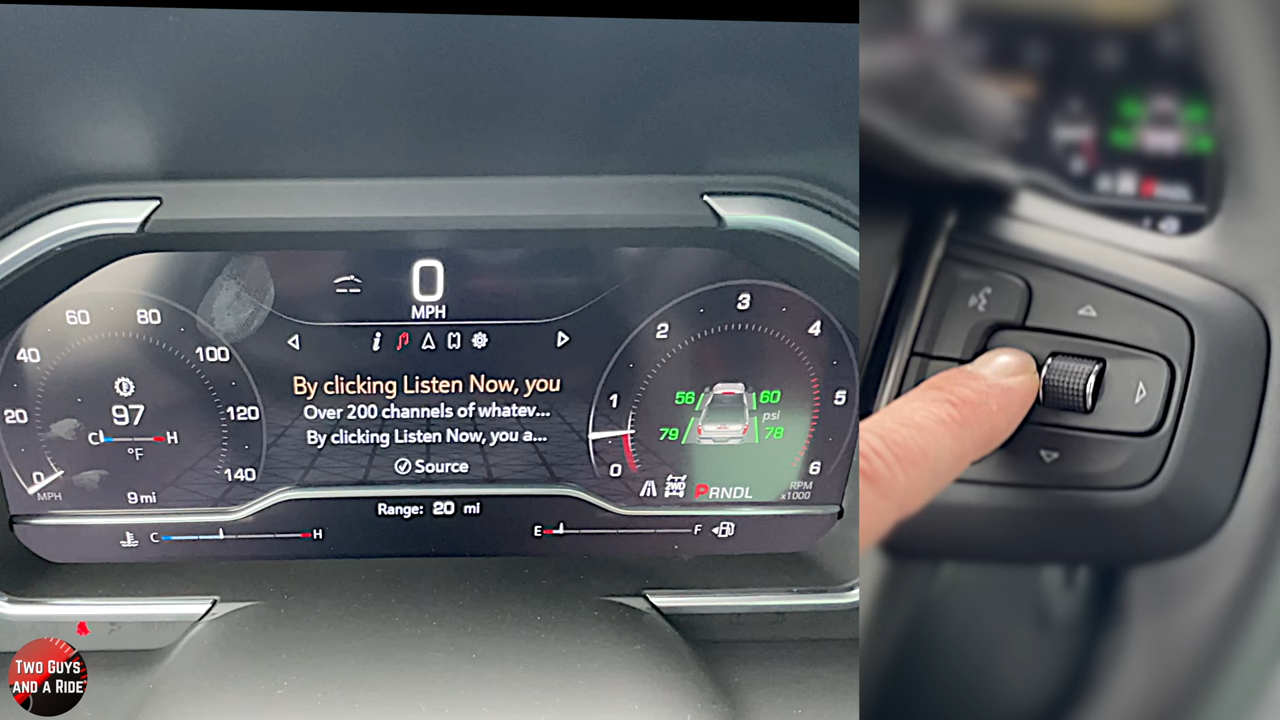 0
MPH
60 80
40 100
20 120
0 140
MPH
97
C H
°F
9 mi
By clicking Listen Now, you
Over 200 channels of whatev...
By clicking Listen Now, you a...
Source
Range: 20 mi
C H
E F
3
2 4
1 5
0 6
56 60
psi
79 78
2WD
PRNDL
RPM
x1000
PRNDL
TWO GUYS
AND A RIDE